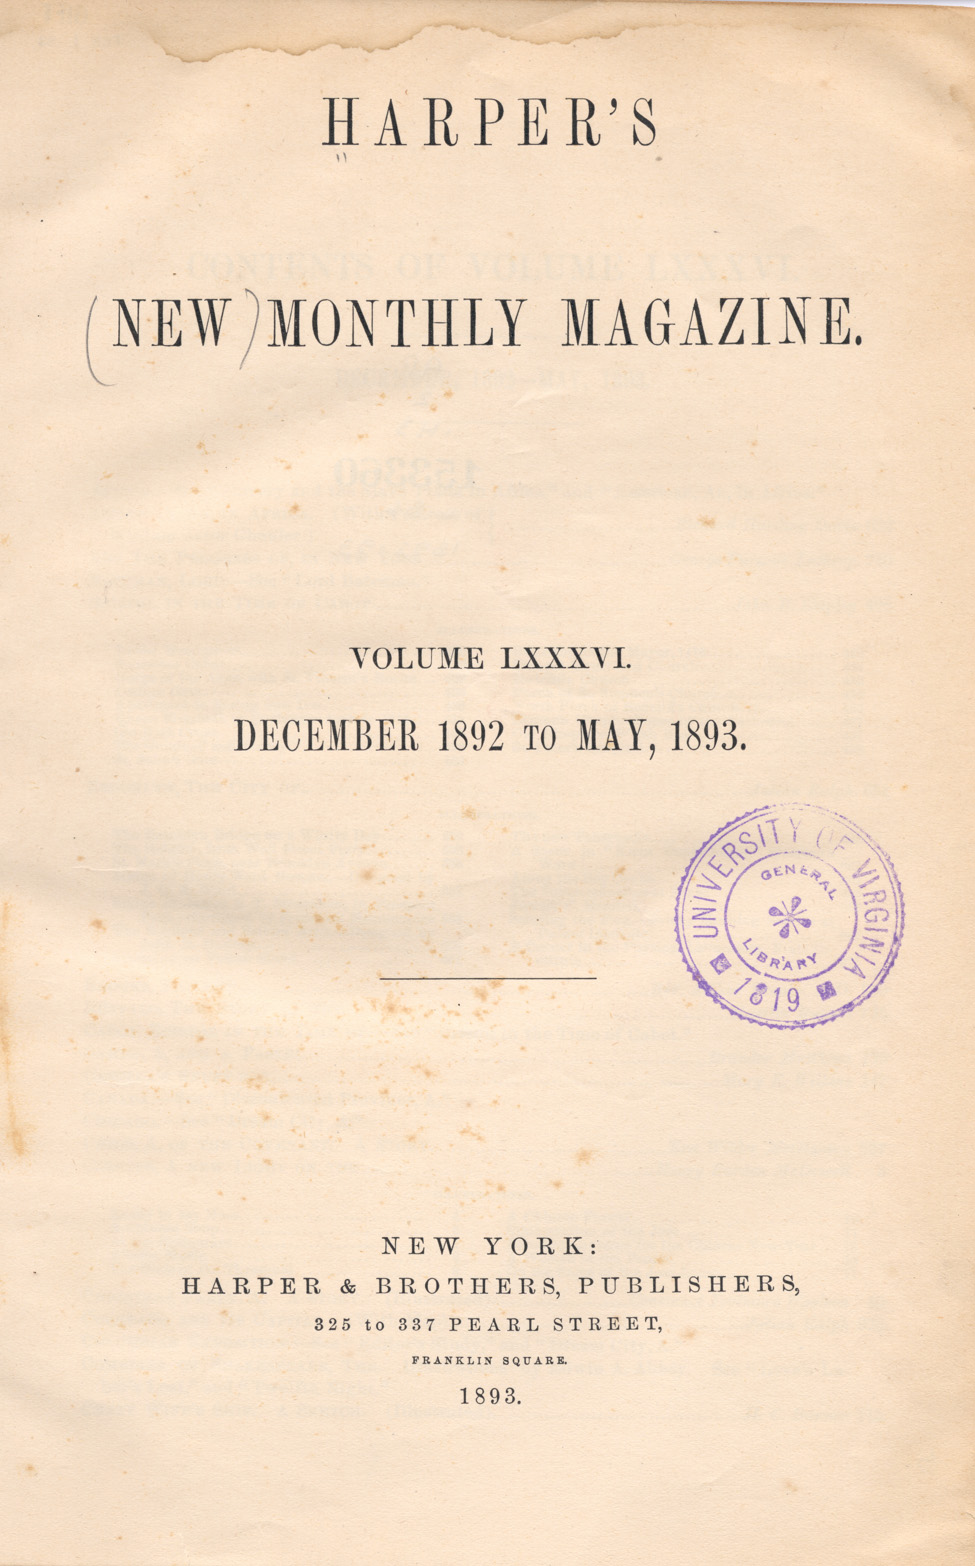 HARPER'S
(NEW) MONTHLY MAGAZINE.
VOLUME LXXXVI.
DECEMBER 1892 TO MAY, 1893.
UNIVERSITY OF VIRGINIA
GENERAL
LIBRARY
1819
NEW YORK:
HARPER & BROTHERS, PUBLISHERS,
325 to 337 PEARL STREET,
FRANKLIN SQUARE.
1893.